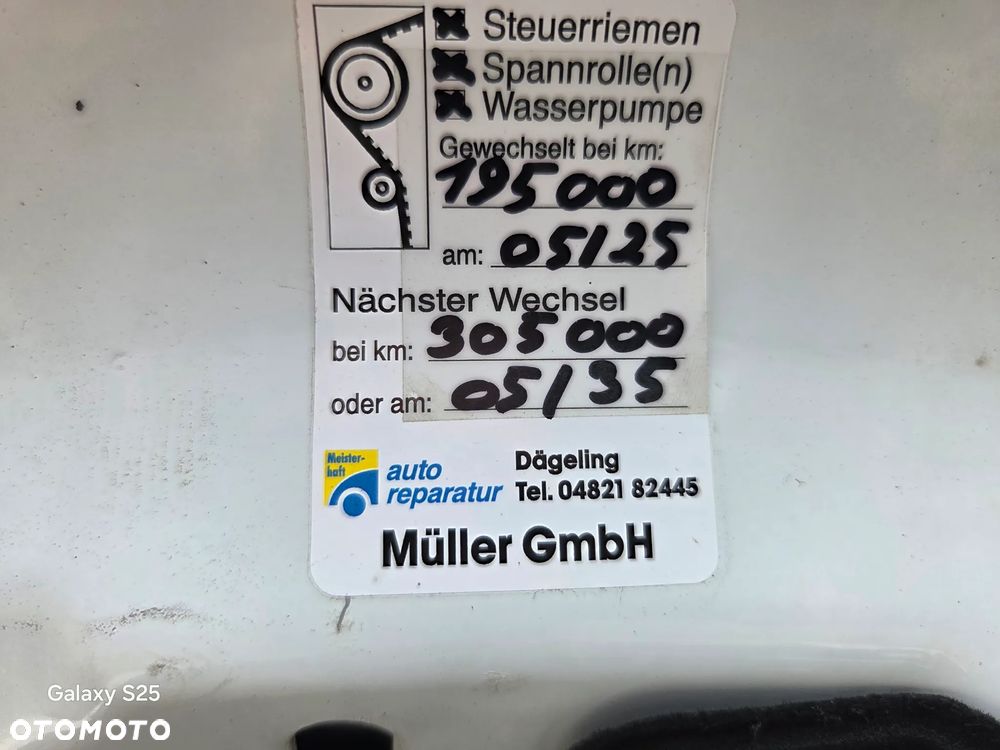 Steuerriemen
Spannrolle(n)
Wasserpumpe
Gewechselt bei km:
195000
am: 05/25
Nächster Wechsel
bei km: 305000
oder am: 05/35
Meister-
haft
auto
reparatur
Dägeling
Tel. 04821 82445
Müller GmbH
Galaxy S25
OTOMOTO